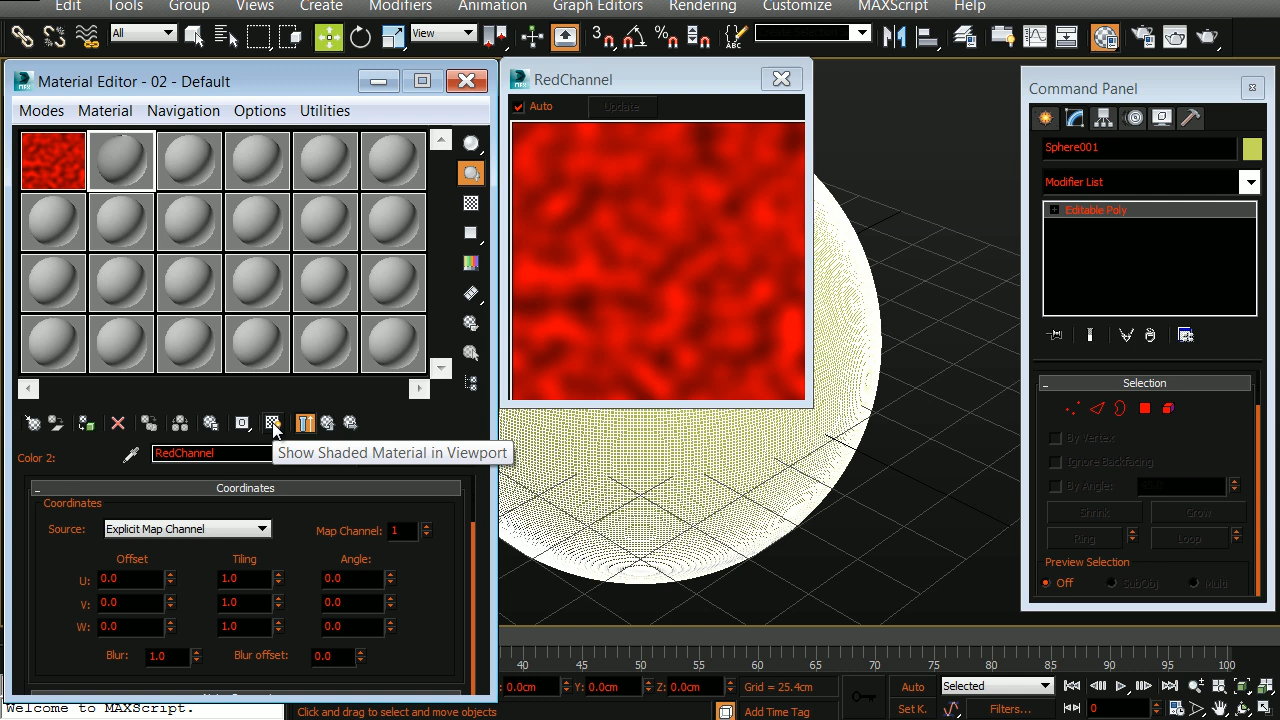 Edit Tools Group Views Create Modifiers Animation Graph Editors Rendering Customize MAXScript Help
All View
Material Editor - 02 - Default
Modes Material Navigation Options Utilities
RedChannel
Auto Update
Command Panel
Sphere001
Modifier List
Editable Poly
Selection
By Vertex
Ignore Backfacing
By Angle:
Shrink Grow
Ring Loop
Preview Selection
Off SubObj Multi
Color 2: RedChannel
Show Shaded Material in Viewport
Coordinates
Coordinates
Source: Explicit Map Channel Map Channel: 1
Offset Tiling Angle:
U: 0.0 1.0 0.0
V: 0.0 1.0 0.0
W: 0.0 1.0 0.0
Blur: 1.0 Blur offset: 0.0
40 45 50 55 60 65 70 75 80 85 90 95 100
0.0cm Y: 0.0cm Z: 0.0cm Grid = 25.4cm Auto Selected
Welcome to MAXScript.
Click and drag to select and move objects Add Time Tag Set K. Filters... 0